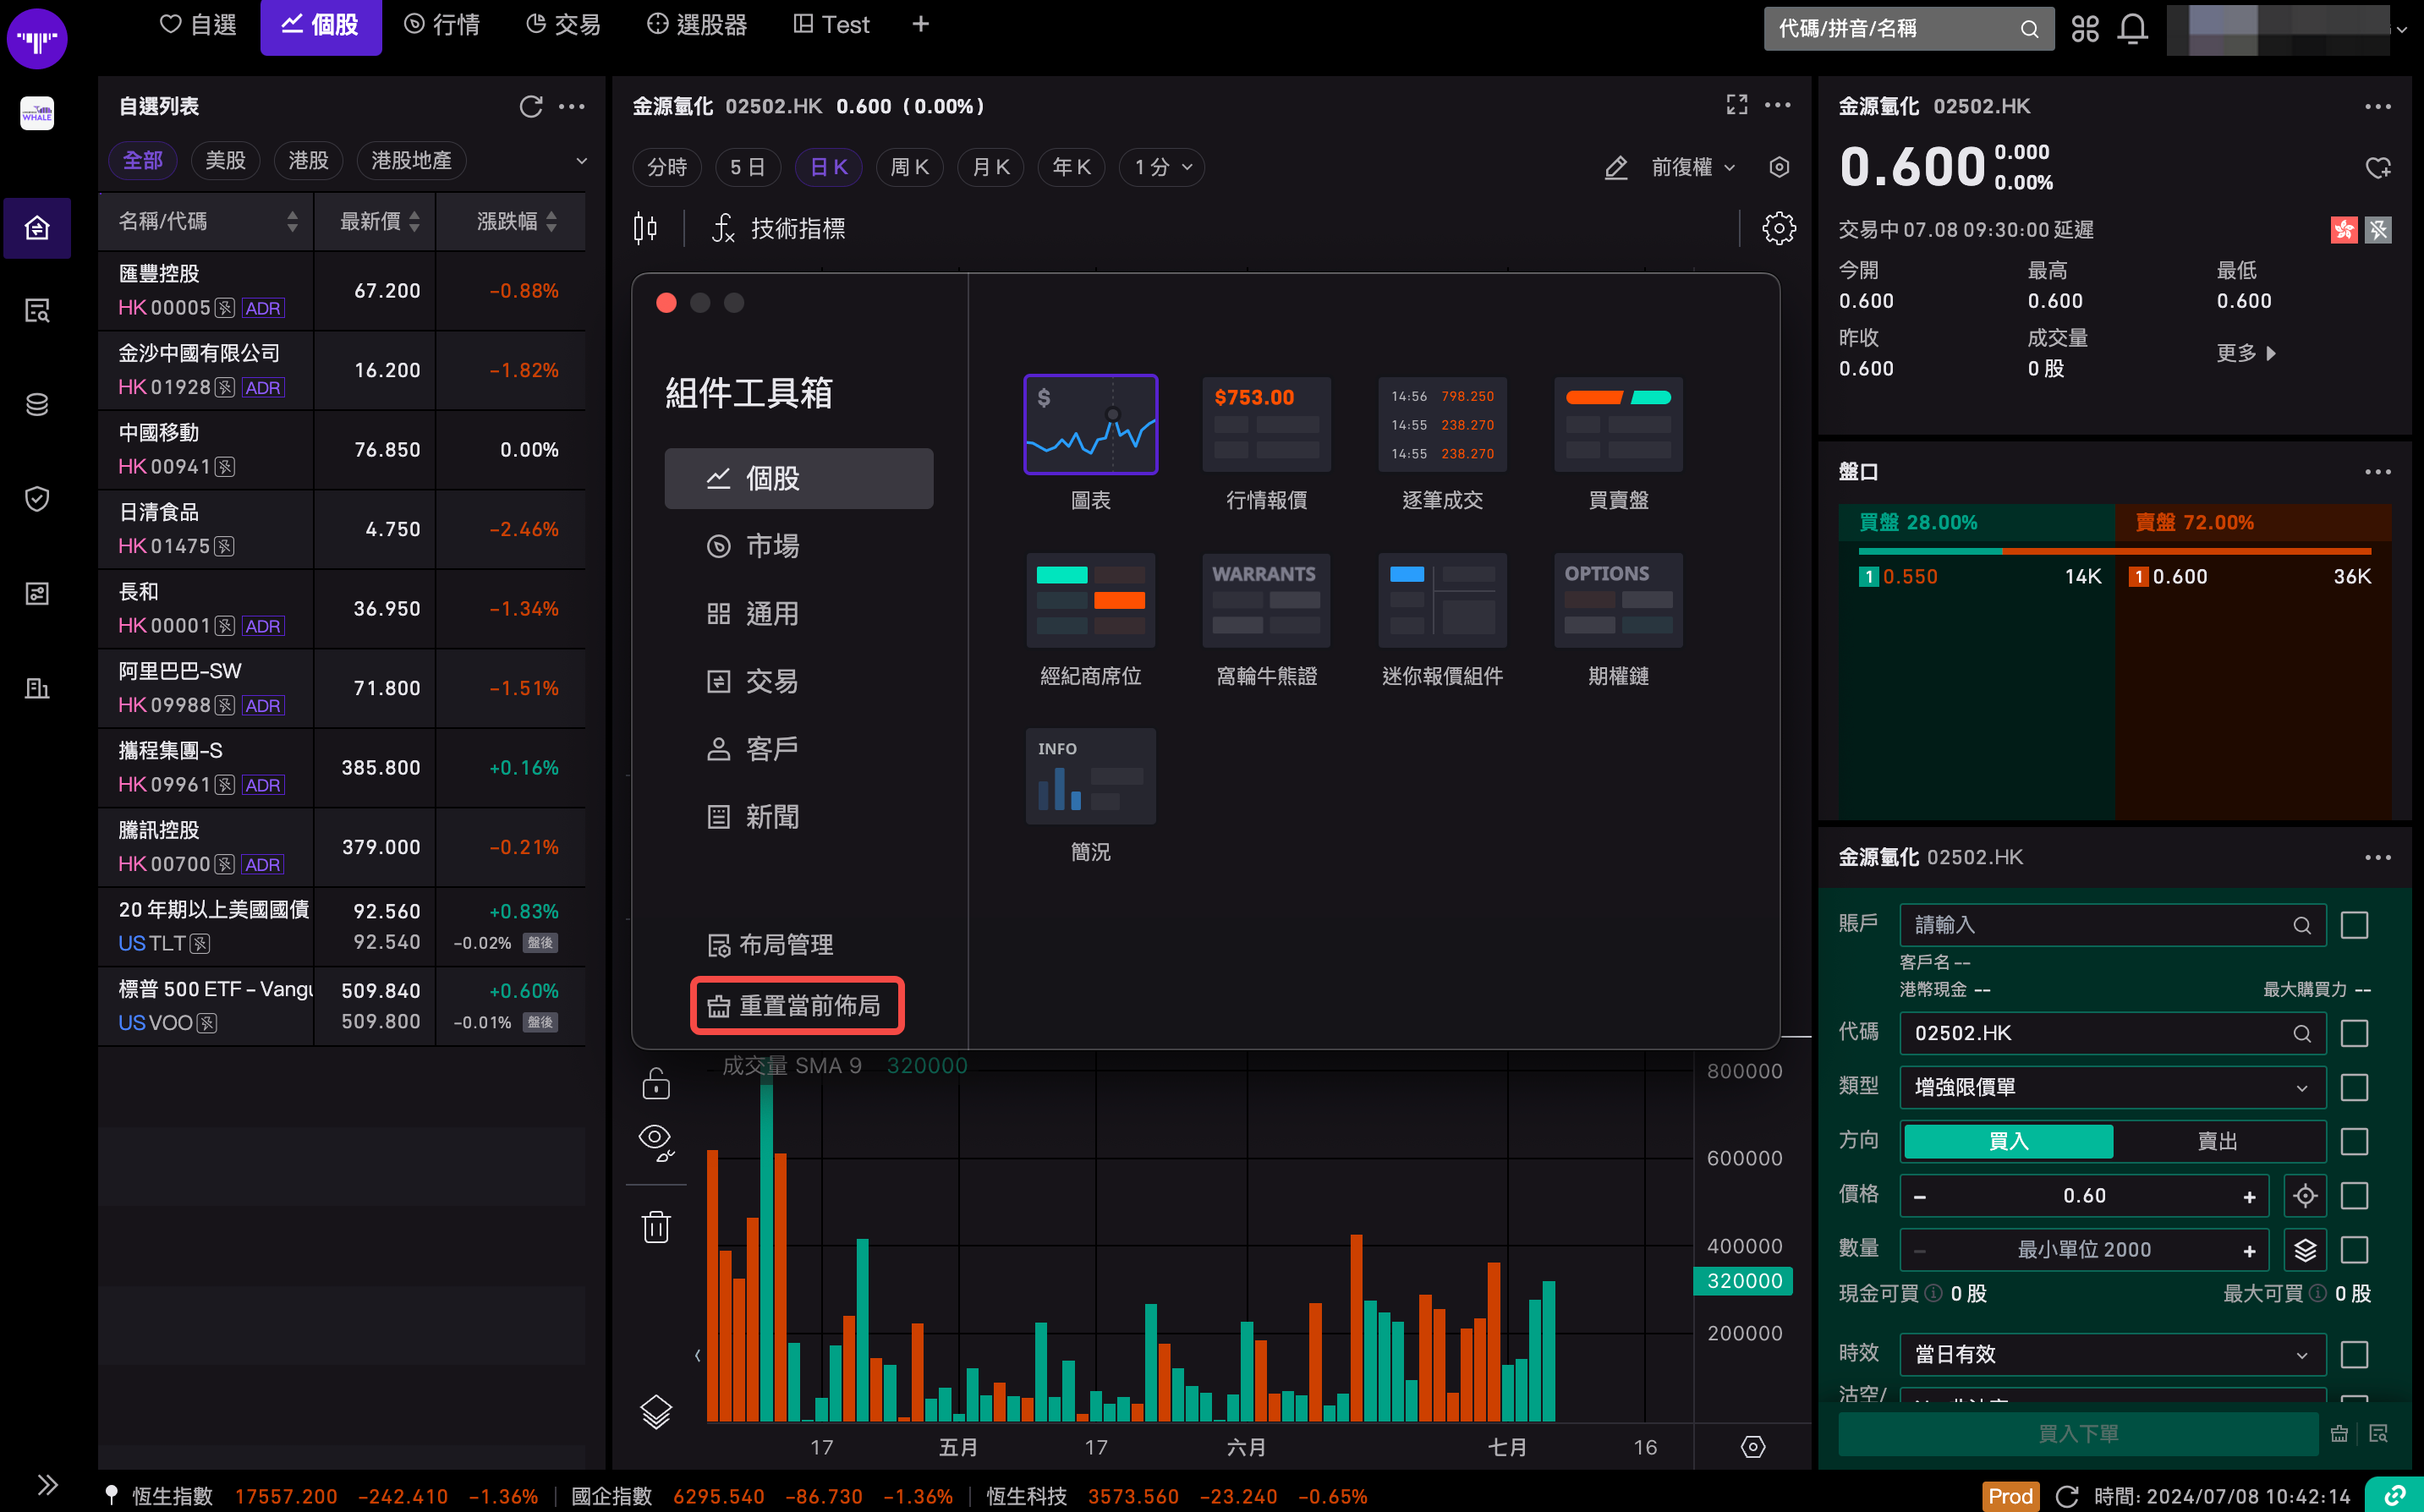 自選 個股 行情 交易 選股器 Test +
代碼/拼音/名稱
WHALE
自選列表
全部 美股 港股 港股地產
名稱/代碼 最新價 漲跌幅
匯豐控股
HK 00005 ADR 67.200 -0.88%
金沙中國有限公司
HK 01928 ADR 16.200 -1.82%
中國移動
HK 00941 76.850 0.00%
日清食品
HK 01475 4.750 -2.46%
長和
HK 00001 ADR 36.950 -1.34%
阿里巴巴-SW
HK 09988 ADR 71.800 -1.51%
攜程集團-S
HK 09961 ADR 385.800 +0.16%
騰訊控股
HK 00700 ADR 379.000 -0.21%
20 年期以上美國國債 92.560 +0.83%
US TLT 92.540 -0.02% 盤後
標普 500 ETF - Vangu 509.840 +0.60%
US VOO 509.800 -0.01% 盤後
金源氫化 02502.HK 0.600 (0.00%)
分時 5 日 日 K 周 K 月 K 年 K 1 分
前復權
技術指標
組件工具箱
個股
市場
通用
交易
客戶
新聞
布局管理
重置當前佈局
$
圖表
$753.00
行情報價
14:56 798.250
14:55 238.270
14:55 238.270
逐筆成交
買賣盤
經紀商席位
WARRANTS
窩輪牛熊證
迷你報價組件
OPTIONS
期權鏈
INFO
簡況
成交量 SMA 9 320000
800000
600000
400000
320000
200000
17 五月 17 六月 七月 16
金源氫化 02502.HK
0.600 0.000
0.00%
交易中 07.08 09:30:00 延遲
今開 最高 最低
0.600 0.600 0.600
昨收 成交量
0.600 0 股
更多
盤口
買盤 28.00% 賣盤 72.00%
1 0.550 14K 1 0.600 36K
金源氫化 02502.HK
賬戶 請輸入
客戶名 --
港幣現金 -- 最大購買力 --
代碼 02502.HK
類型 增強限價單
方向 買入 賣出
價格 − 0.60 +
數量 − 最小單位 2000 +
現金可買 0 股 最大可買 0 股
時效 當日有效
沽空/
買入下單
恆生指數 17557.200 -242.410 -1.36% 國企指數 6295.540 -86.730 -1.36% 恆生科技 3573.560 -23.240 -0.65%
Prod 時間: 2024/07/08 10:42:14